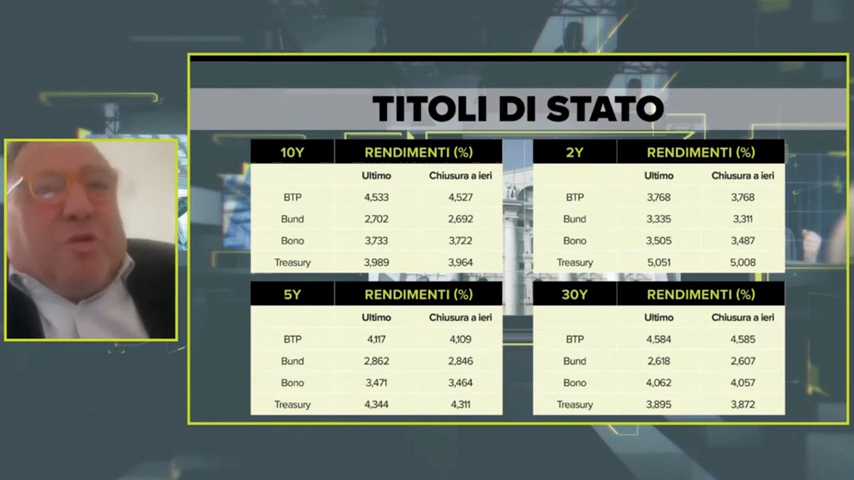 TITOLI DI STATO
10Y RENDIMENTI (%)
Ultimo Chiusura a ieri
BTP 4,533 4,527
Bund 2,702 2,692
Bono 3,733 3,722
Treasury 3,989 3,964
2Y RENDIMENTI (%)
Ultimo Chiusura a ieri
BTP 3,768 3,768
Bund 3,335 3,311
Bono 3,505 3,487
Treasury 5,051 5,008
5Y RENDIMENTI (%)
Ultimo Chiusura a ieri
BTP 4,117 4,109
Bund 2,862 2,846
Bono 3,471 3,464
Treasury 4,344 4,311
30Y RENDIMENTI (%)
Ultimo Chiusura a ieri
BTP 4,584 4,585
Bund 2,618 2,607
Bono 4,062 4,057
Treasury 3,895 3,872